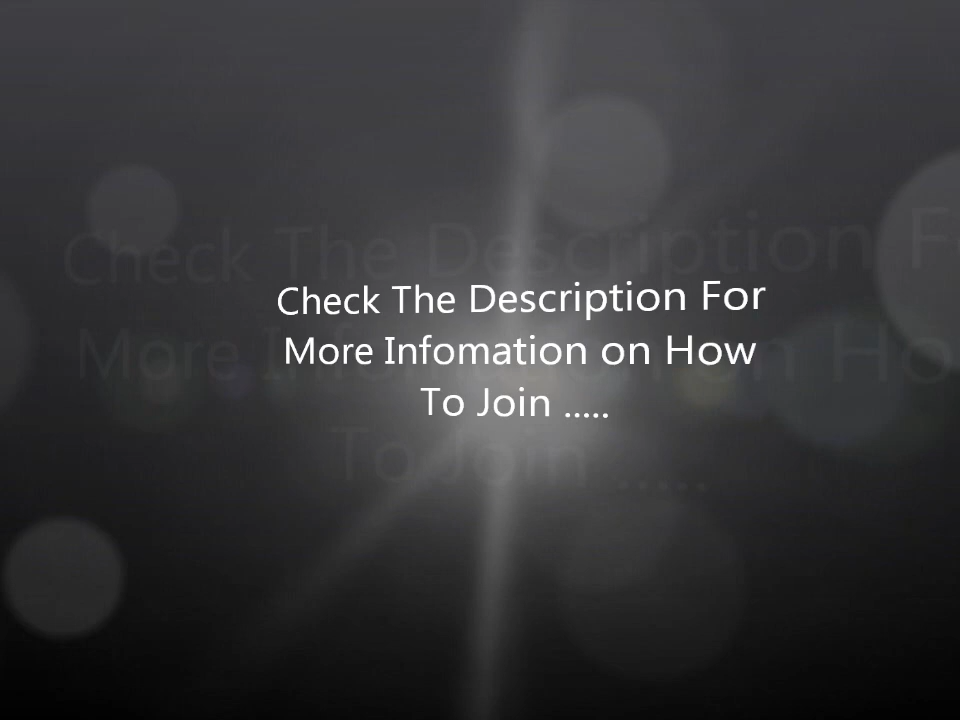 Check The Description For
More Infomation on How
To Join .....